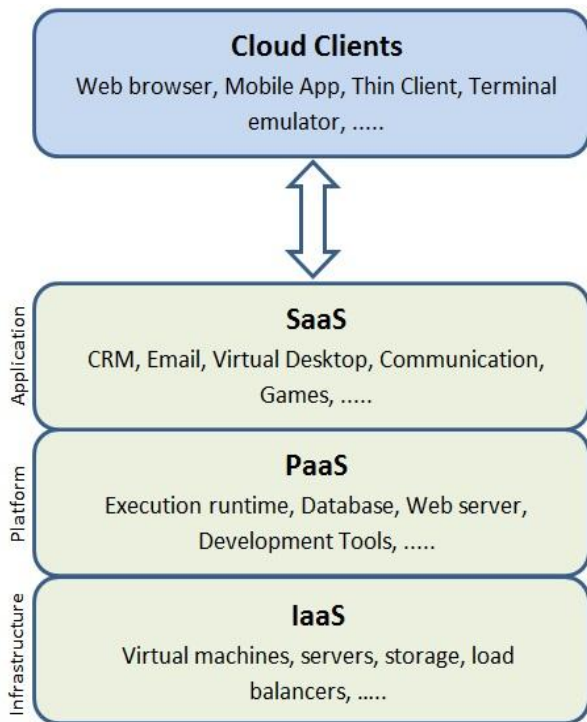 Cloud Clients
Web browser, Mobile App, Thin Client, Terminal
emulator, .....
Application
SaaS
CRM, Email, Virtual Desktop, Communication,
Games, .....
Platform
PaaS
Execution runtime, Database, Web server,
Development Tools, .....
Infrastructure
IaaS
Virtual machines, servers, storage, load
balancers, .....